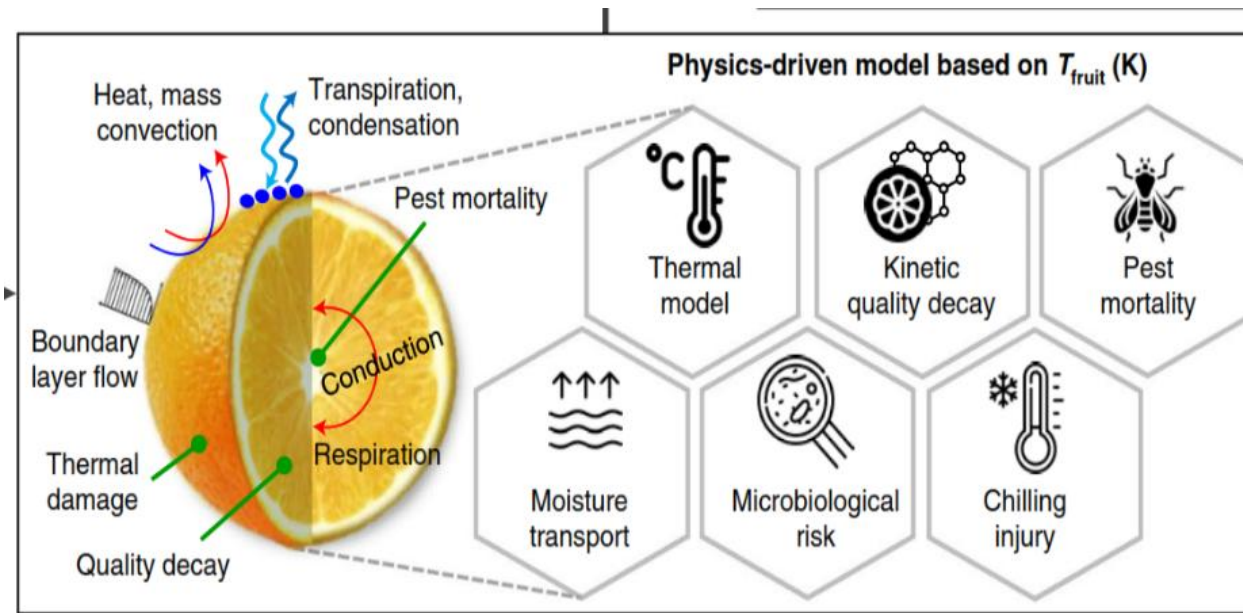 Physics-driven model based on T_fruit (K)
Heat, mass
convection
Transpiration,
condensation
Pest mortality
Boundary
layer flow
Conduction
Respiration
Thermal
damage
Quality decay
°C
Thermal
model
Kinetic
quality decay
Pest
mortality
Moisture
transport
Microbiological
risk
Chilling
injury